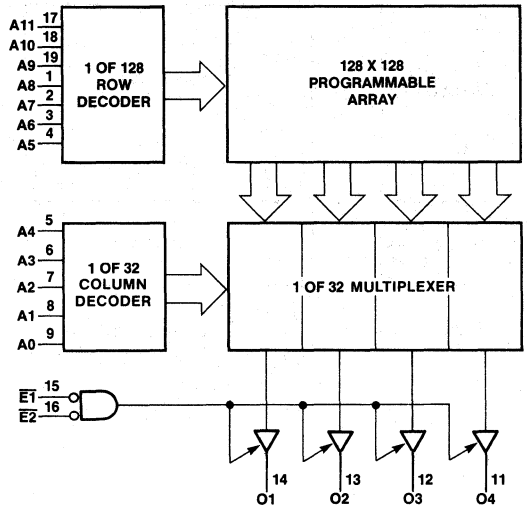 A11 17
A10 18
A9 19
A8 1
A7 2
A6 3
A5 4
1 OF 128
ROW
DECODER
128 X 128
PROGRAMMABLE
ARRAY
A4 5
A3 6
A2 7
A1 8
A0 9
1 OF 32
COLUMN
DECODER
1 OF 32 MULTIPLEXER
E1 15
E2 16
14 13 12 11
O1 O2 O3 O4